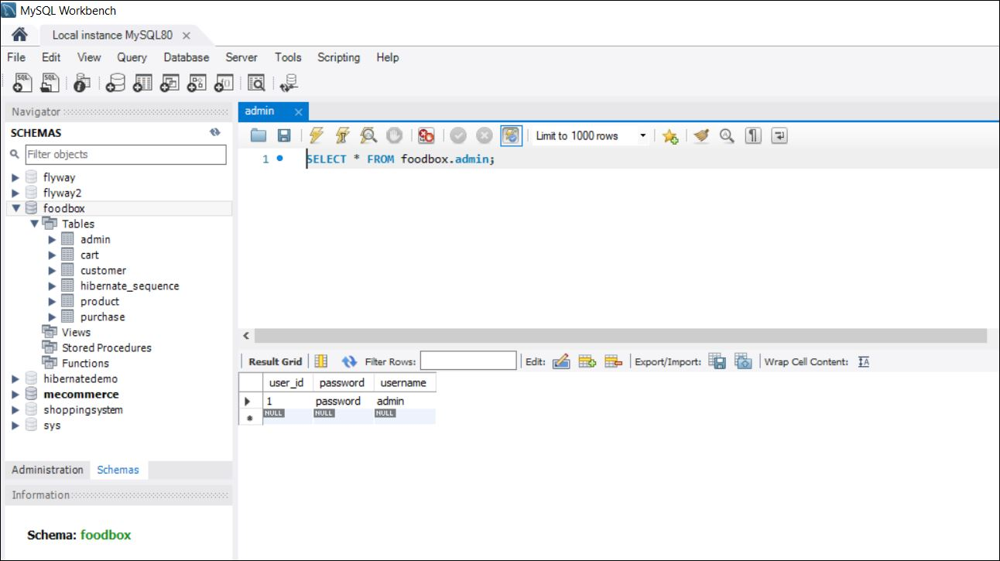 MySQL Workbench
Local instance MySQL80
File Edit View Query Database Server Tools Scripting Help
SQL SQL
Navigator
SCHEMAS
Filter objects
flyway
flyway2
foodbox
Tables
admin
cart
customer
hibernate_sequence
product
purchase
Views
Stored Procedures
Functions
hibernatedemo
mecommerce
shoppingsystem
sys
Administration Schemas
Information
Schema: foodbox
admin
Limit to 1000 rows
1 SELECT * FROM foodbox.admin;
Result Grid Filter Rows: Edit: Export/Import: Wrap Cell Content: IA
user_id password username
1 password admin
NULL NULL NULL